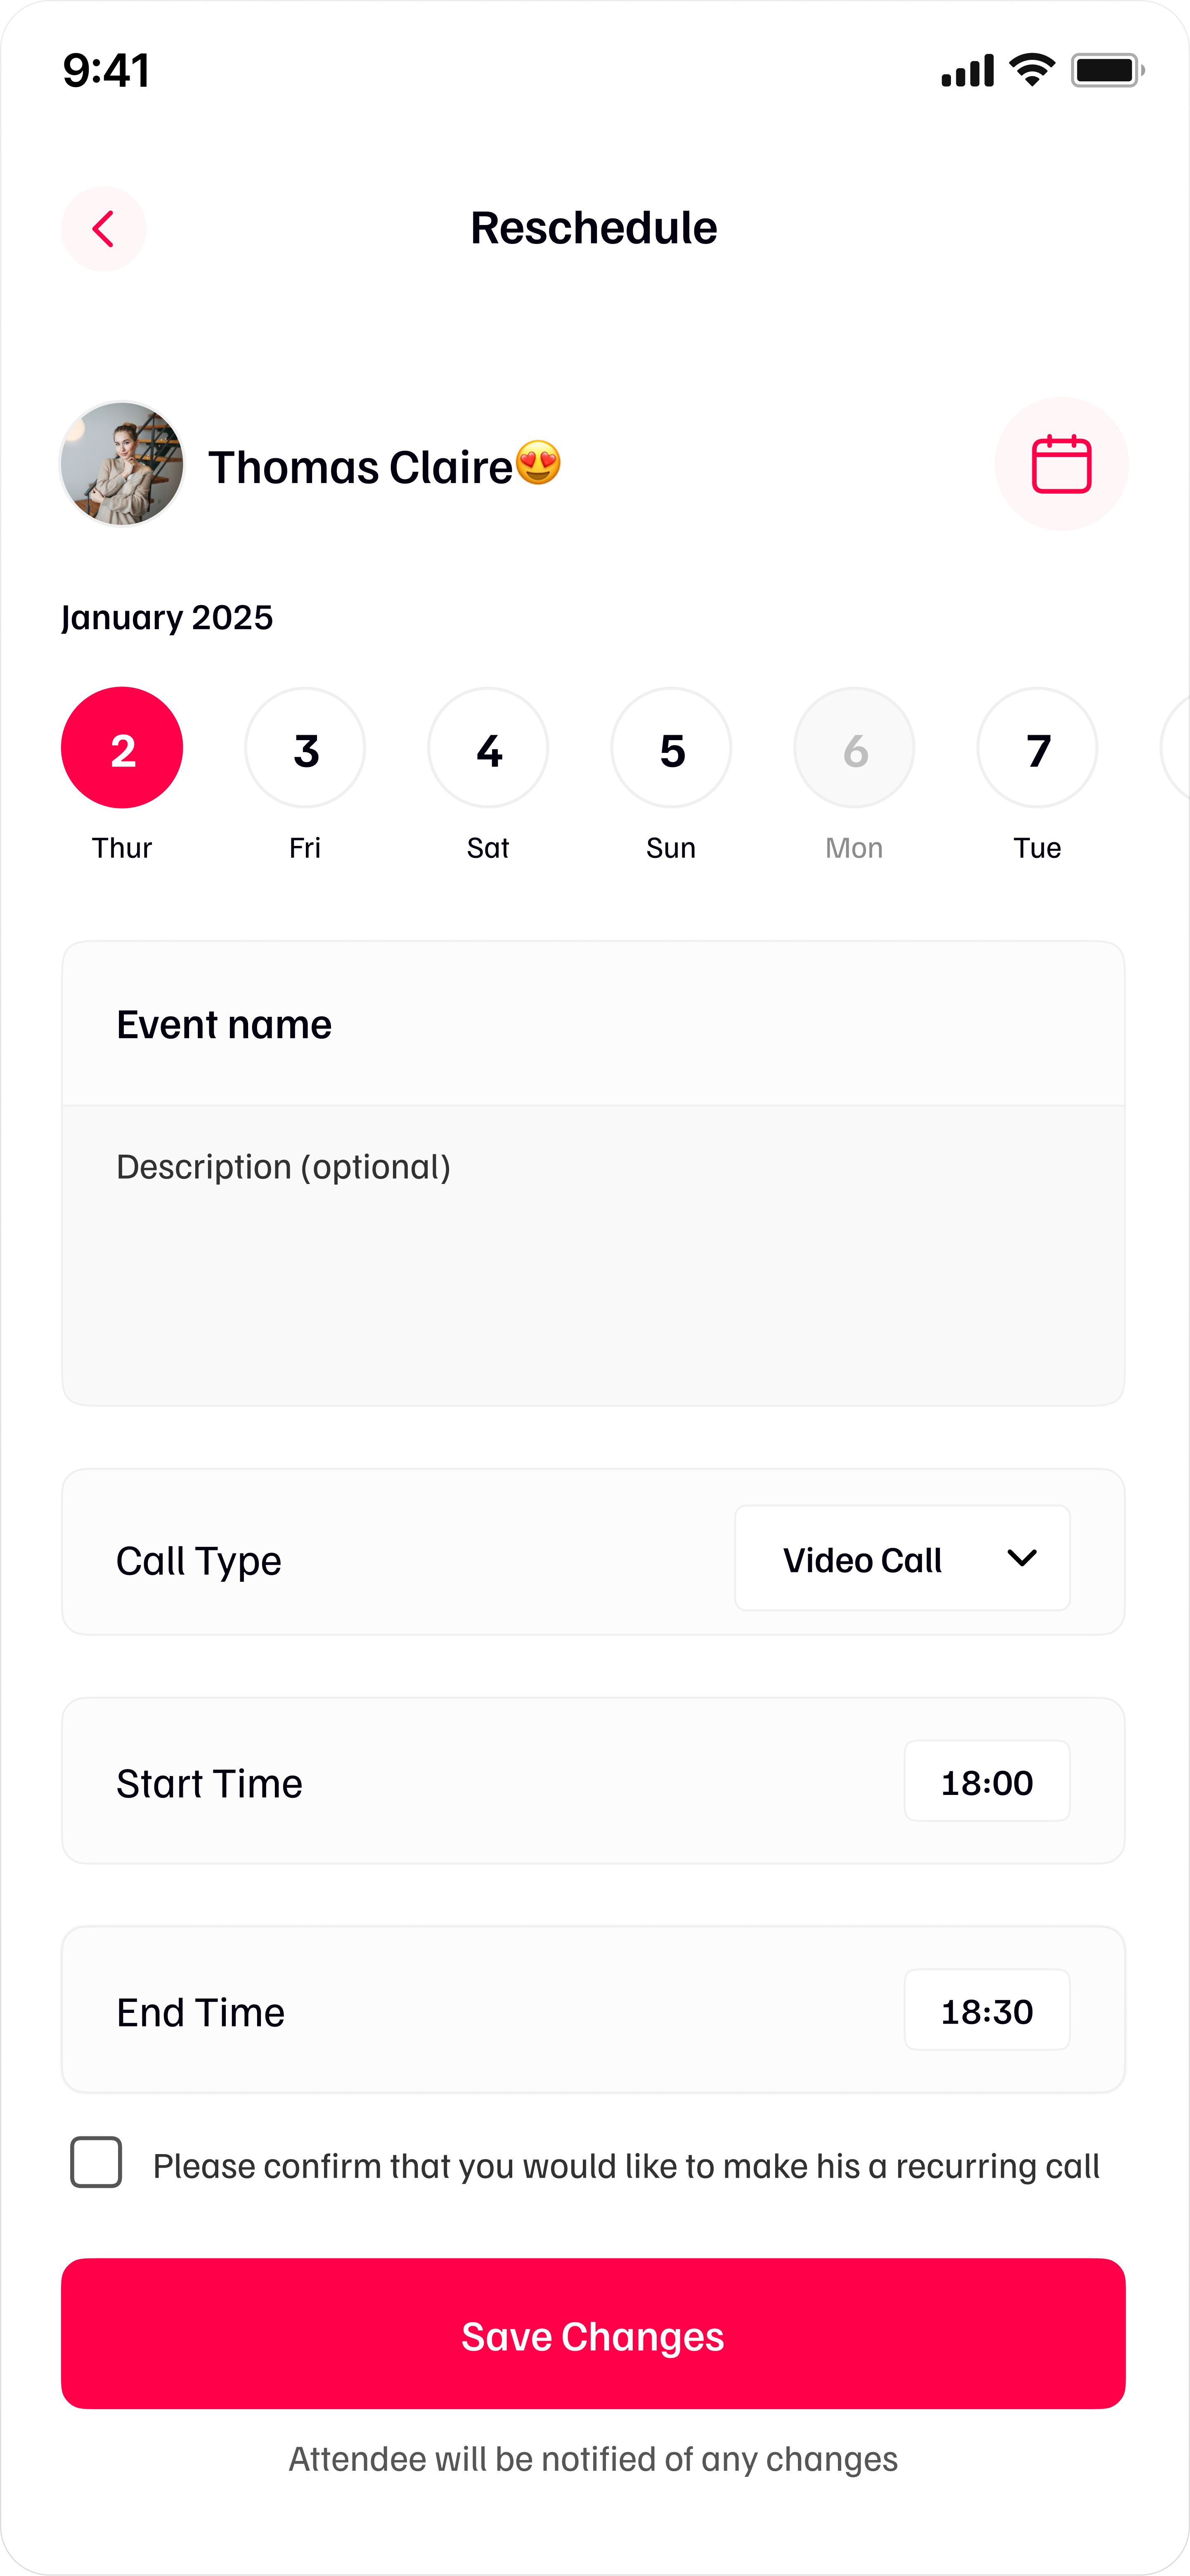 9:41
Reschedule
Thomas Claire😍
January 2025
2 3 4 5 6 7
Thur Fri Sat Sun Mon Tue
Event name
Description (optional)
Call Type Video Call
Start Time 18:00
End Time 18:30
Please confirm that you would like to make his a recurring call
Save Changes
Attendee will be notified of any changes